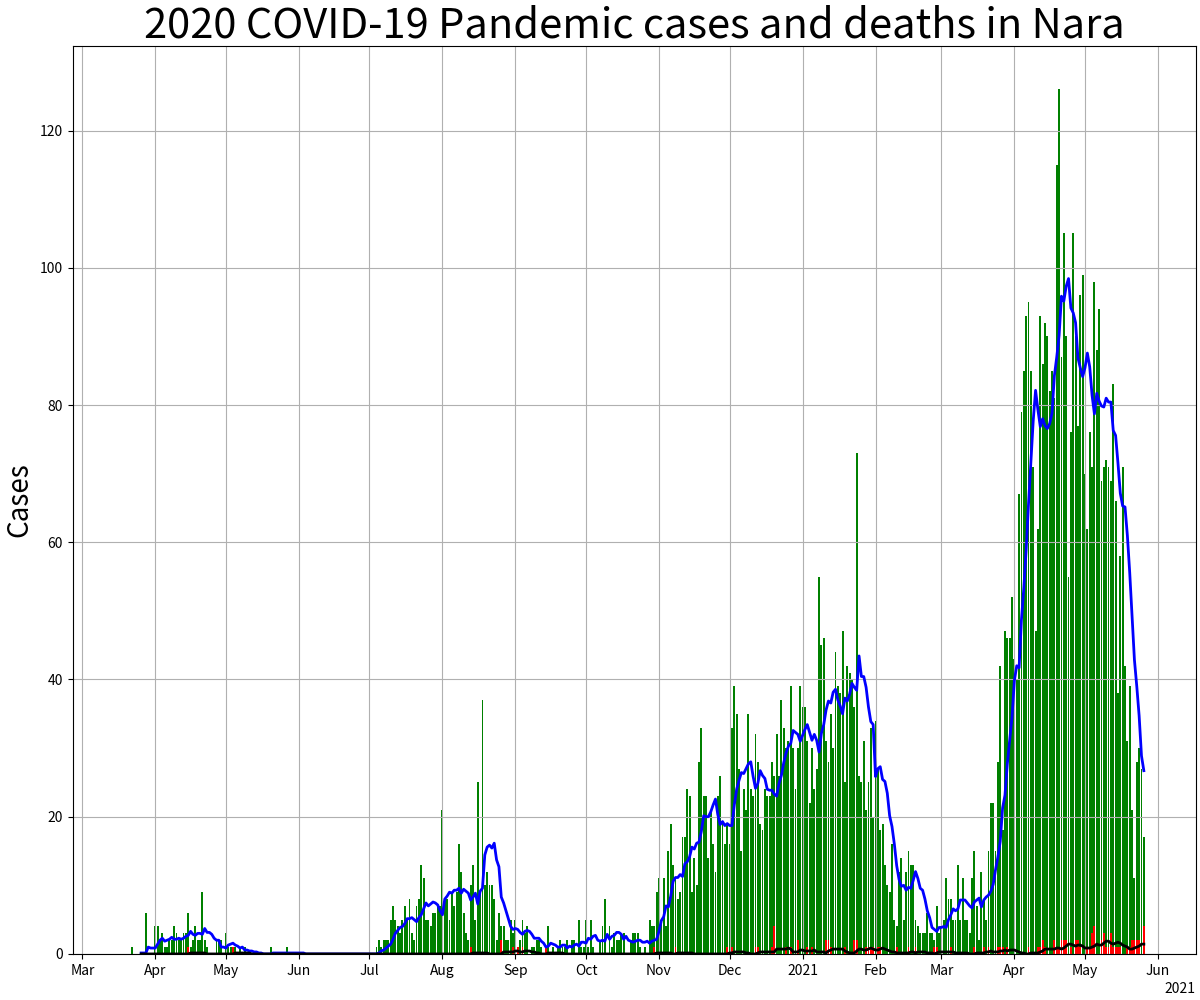 2020 COVID-19 Pandemic cases and deaths in Nara
Cases
120
100
80
60
40
20
0
Mar Apr May Jun Jul Aug Sep Oct Nov Dec 2021 Feb Mar Apr May Jun
2021